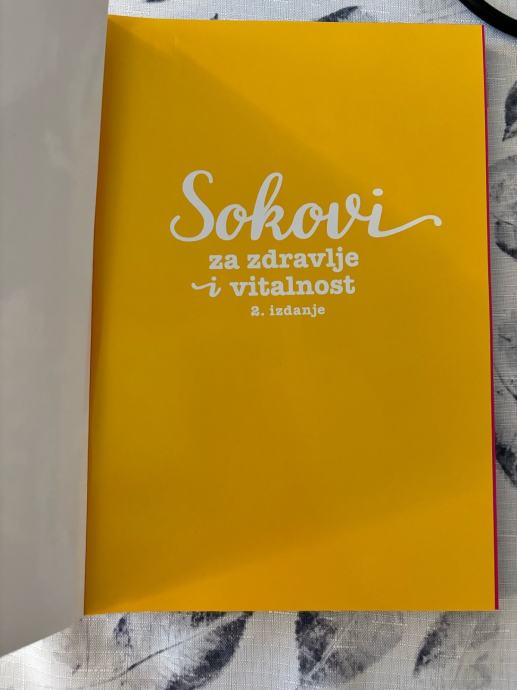 Sokovi
za zdravlje
i vitalnost
2. izdanje